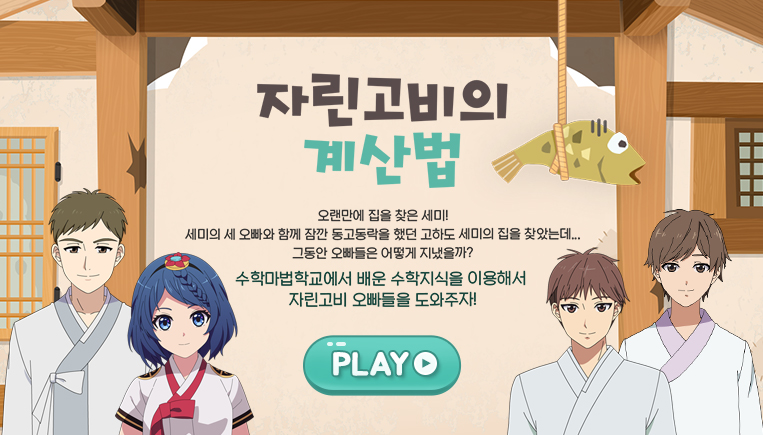 자린고비의
계산법
오랜만에 집을 찾은 세미!
세미의 세 오빠와 함께 잠깐 동고동락을 했던 고하도 세미의 집을 찾았는데...
그동안 오빠들은 어떻게 지냈을까?
수학마법학교에서 배운 수학지식을 이용해서
자린고비 오빠들을 도와주자!
PLAY